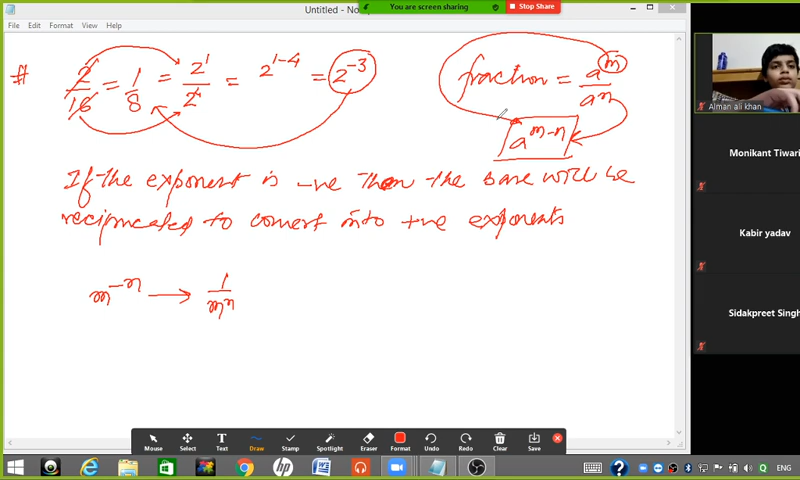 Untitled - No
You are screen sharing
Stop Share
File Edit Format View Help
# 2/16 = 1/8 = 2^1/2^4 = 2^1-4 = 2^-3
fraction = a^m/a^n
a^m-n
If the exponent is -ve then the base will be
reciprocated to convert into +ve exponents
m^-n → 1/m^n
Alman ali khan
Monikant Tiwari
Kabir yadav
Sidakpreet Singh
Mouse Select Text Draw Stamp Spotlight Eraser Format Undo Redo Clear Save
ENG